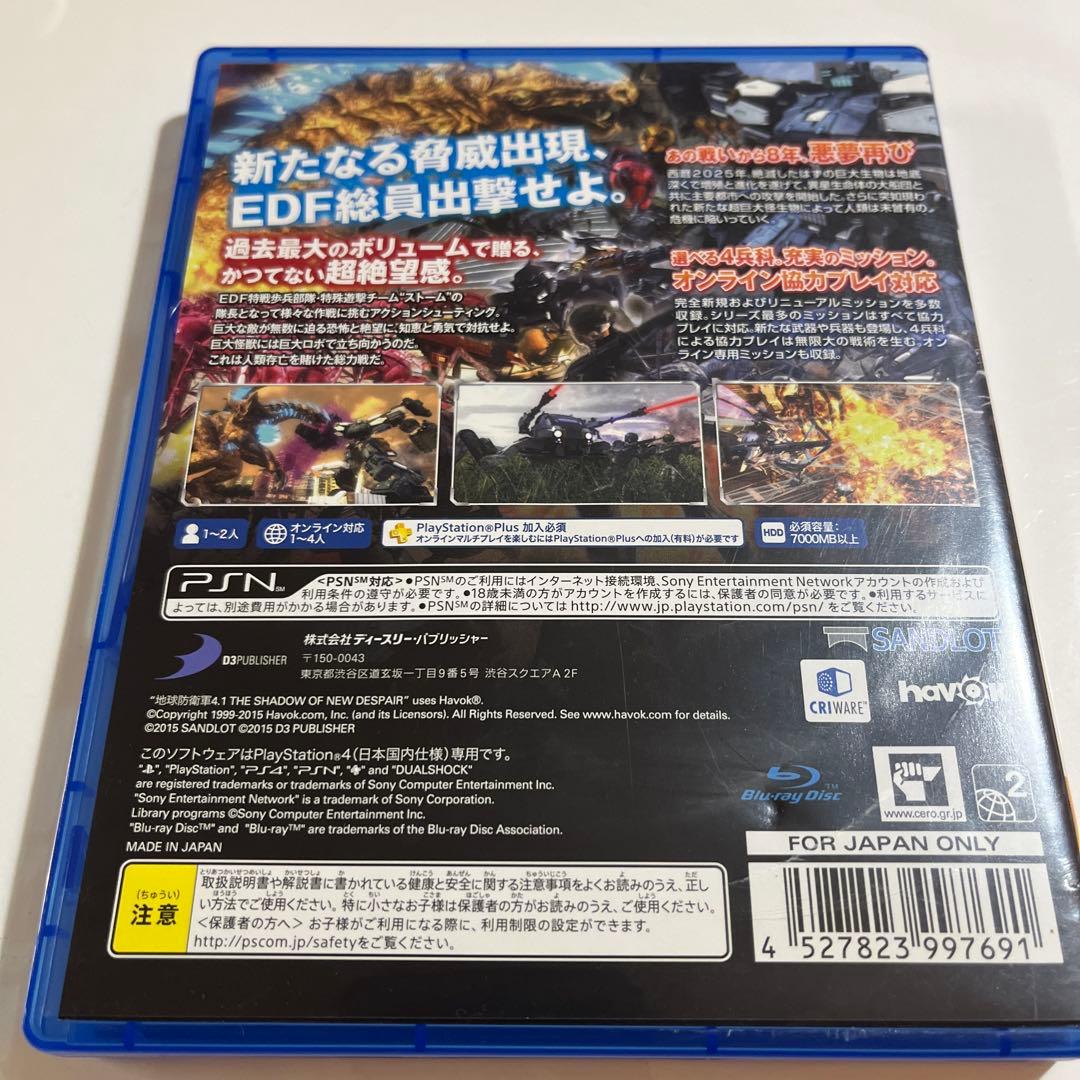 新たなる脅威出現、
EDF総員出撃せよ。
過去最大のボリュームで贈る、
かつてない超絶望感。
EDF特戦歩兵部隊・特殊遊撃チーム"ストーム"の
隊長となって様々な作戦に挑むアクションシューティング。
巨大な敵が無数に迫る恐怖と絶望に、知恵と勇気で対抗せよ。
巨大怪獣には巨大ロボで立ち向かうのだ。
これは人類存亡を賭けた総力戦だ。
あの戦いから8年、悪夢再び
西暦2025年、絶滅したはずの巨大生物は地底
深くで増殖と進化を遂げて、異星生命体の大船団と
共に主要都市への攻撃を開始した。さらに突如現わ
れた新たな超巨大怪生物によって人類は未曾有の
危機に陥いっていく。
選べる4兵科。充実のミッション。
オンライン協力プレイ対応
完全新規およびリニューアルミッションを多数
収録。シリーズ最多のミッションはすべて協力
プレイに対応。新たな武器や兵器も登場し、4兵科
による協力プレイは無限大の戦術を生む。オン
ライン専用ミッションも収録。
1〜2人
オンライン対応
1〜4人
PlayStation®Plus 加入必須
オンラインマルチプレイを楽しむにはPlayStation®Plusへの加入(有料)が必要です
HDD
必須容量:
7000MB以上
PSN℠
<PSN℠対応> ●PSN℠のご利用にはインターネット接続環境、Sony Entertainment Networkアカウントの作成および
利用条件の遵守が必要です。●18歳未満の方がアカウントを作成するには、保護者の同意が必要です。●利用するサービスに
よっては、別途費用がかかる場合があります。●PSN℠の詳細については http://www.jp.playstation.com/psn/ をご覧ください。
D3PUBLISHER
株式会社 ディースリー・パブリッシャー
〒150-0043
東京都渋谷区道玄坂一丁目9番5号 渋谷スクエアA 2F
SANDLOT
CRIWARE™
havok
"地球防衛軍4.1 THE SHADOW OF NEW DESPAIR" uses Havok®.
©Copyright 1999-2015 Havok.com, Inc. (and its Licensors). All Rights Reserved. See www.havok.com for details.
©2015 SANDLOT ©2015 D3 PUBLISHER
このソフトウェアはPlayStation®4(日本国内仕様)専用です。
"PlayStation", "PS4", "PSN", and "DUALSHOCK"
are registered trademarks or trademarks of Sony Computer Entertainment Inc.
"Sony Entertainment Network" is a trademark of Sony Corporation.
Library programs ©Sony Computer Entertainment Inc.
"Blu-ray Disc™" and "Blu-ray™" are trademarks of the Blu-ray Disc Association.
MADE IN JAPAN
Blu-ray Disc™
www.cero.gr.jp
2
FOR JAPAN ONLY
(ちゅうい)
注意
取扱説明書や解説書に書かれている健康と安全に関する注意事項をよくお読みのうえ、正し
い方法でご使用ください。特に小さなお子様は保護者の方がお読みのうえ、ご使用ください。
<保護者の方へ> お子様がご利用になる際に、利用制限の設定ができます。
http://pscom.jp/safetyをご覧ください。
4 527823 997691